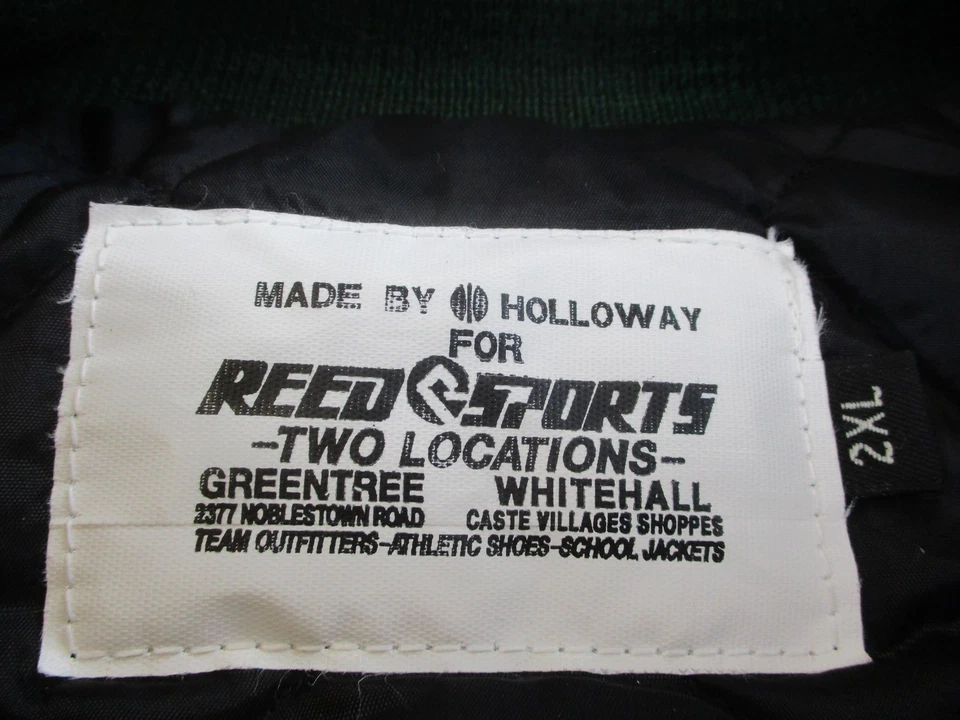 MADE BY HOLLOWAY
FOR
REED SPORTS
-TWO LOCATIONS-
GREENTREE WHITEHALL
2377 NOBLESTOWN ROAD CASTE VILLAGES SHOPPES
TEAM OUTFITTERS-ATHLETIC SHOES-SCHOOL JACKETS
2XL